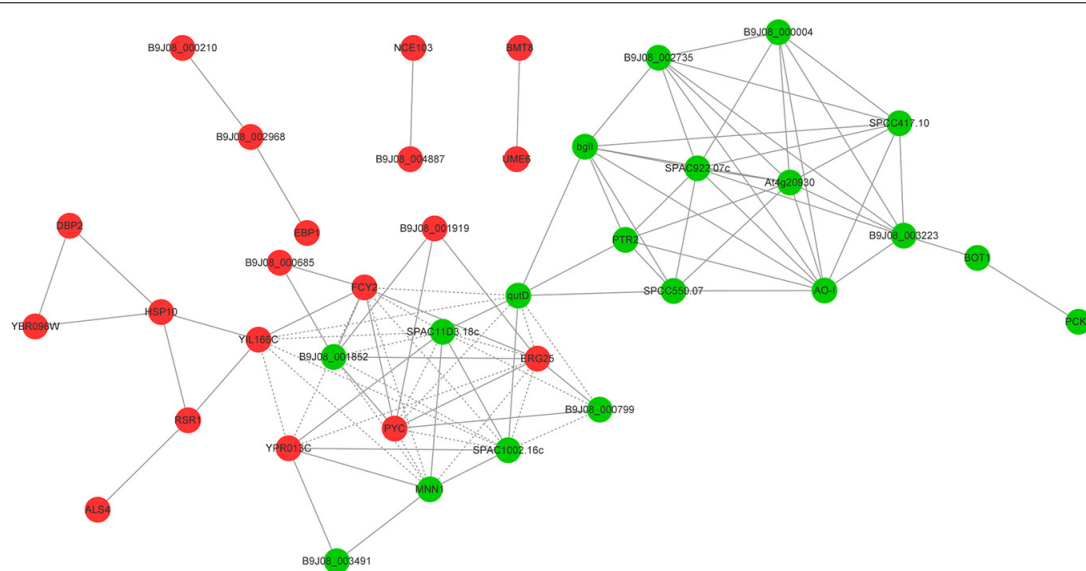 B9J08_000004
B9J08_000210
NCE103
BMT8
B9J08_002735
SPCC417.10
B9J08_002968
bglI
B9J08_004887
UME6
SPAC922.07c
At4g20930
DBP2
B9J08_001919
EBP1
B9J08_003223
PTR2
BOT1
B9J08_000685
FCY2
qutD
SPCC550.07
AO-I
HSP10
YBR096W
PCK
YIL166C
SPAC11D3.18c
B9J08_001852
ERG25
B9J08_000799
RSR1
PYC
YPR013C
SPAC1002.16c
MNN1
ALS4
B9J08_003491